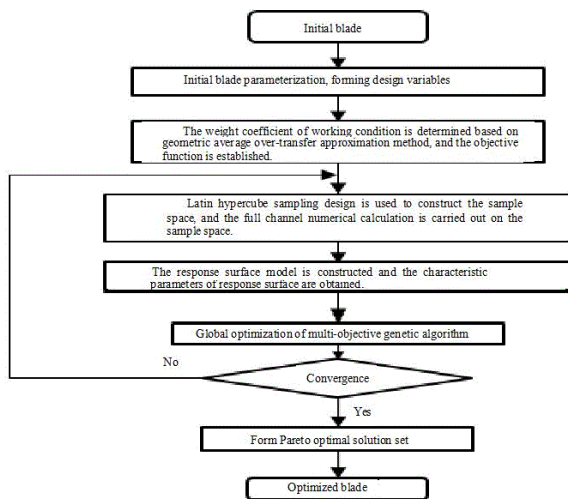 Initial blade
Initial blade parameterization, forming design variables
The weight coefficient of working condition is determined based on
geometric average over-transfer approximation method, and the objective
function is established.
Latin hypercube sampling design is used to construct the sample
space, and the full channel numerical calculation is carried out on the
sample space.
The response surface model is constructed and the characteristic
parameters of response surface are obtained.
Global optimization of multi-objective genetic algorithm
No
Convergence
Yes
Form Pareto optimal solution set
Optimized blade